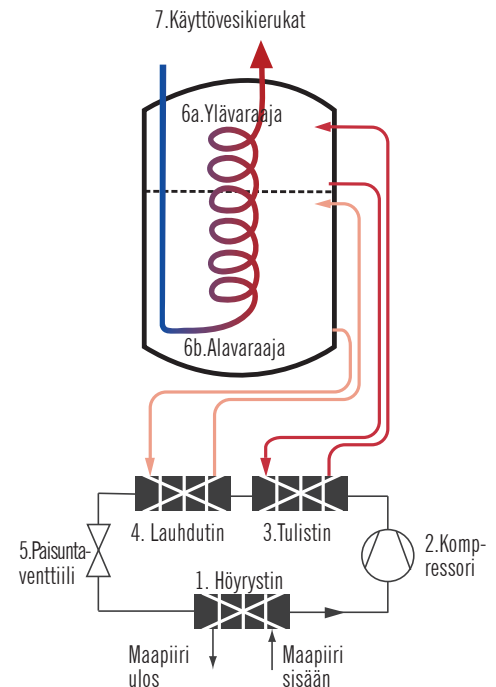 7.Käyttövesikierukat
6a.Ylävaraaja
6b.Alavaraaja
4. Lauhdutin
3.Tulistin
5.Paisunta-
venttiili
2.Komp-
ressori
1. Höyrystin
Maapiiri
ulos
Maapiiri
sisään